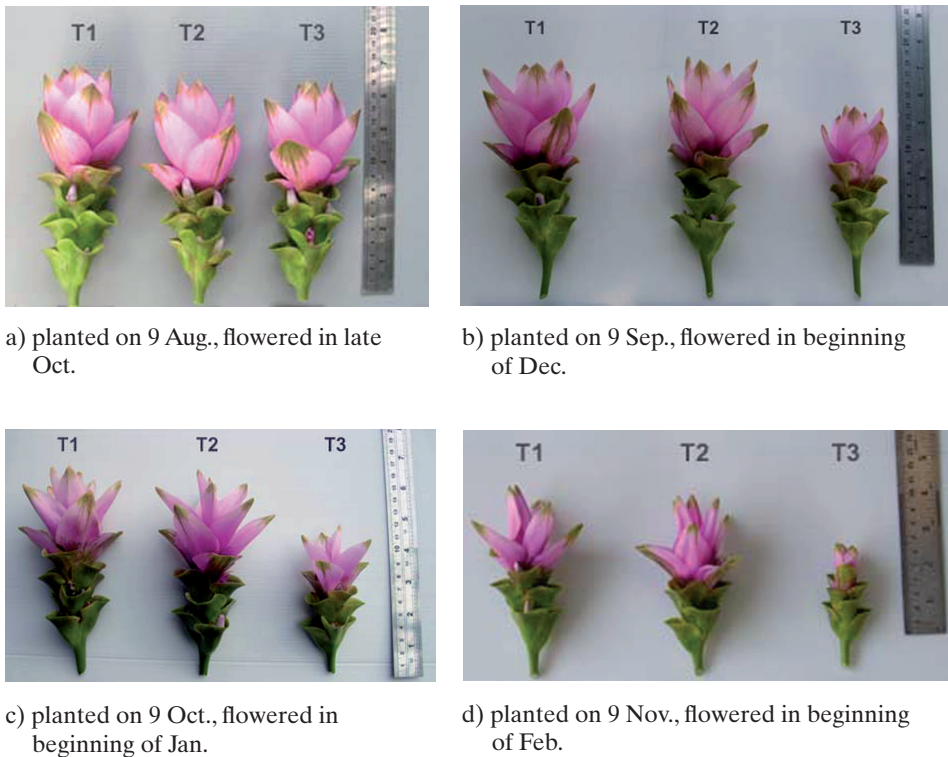 T1 T2 T3
T1 T2 T3
a) planted on 9 Aug., flowered in late
Oct.
b) planted on 9 Sep., flowered in beginning
of Dec.
T1 T2 T3
T1 T2 T3
c) planted on 9 Oct., flowered in
beginning of Jan.
d) planted on 9 Nov., flowered in beginning
of Feb.